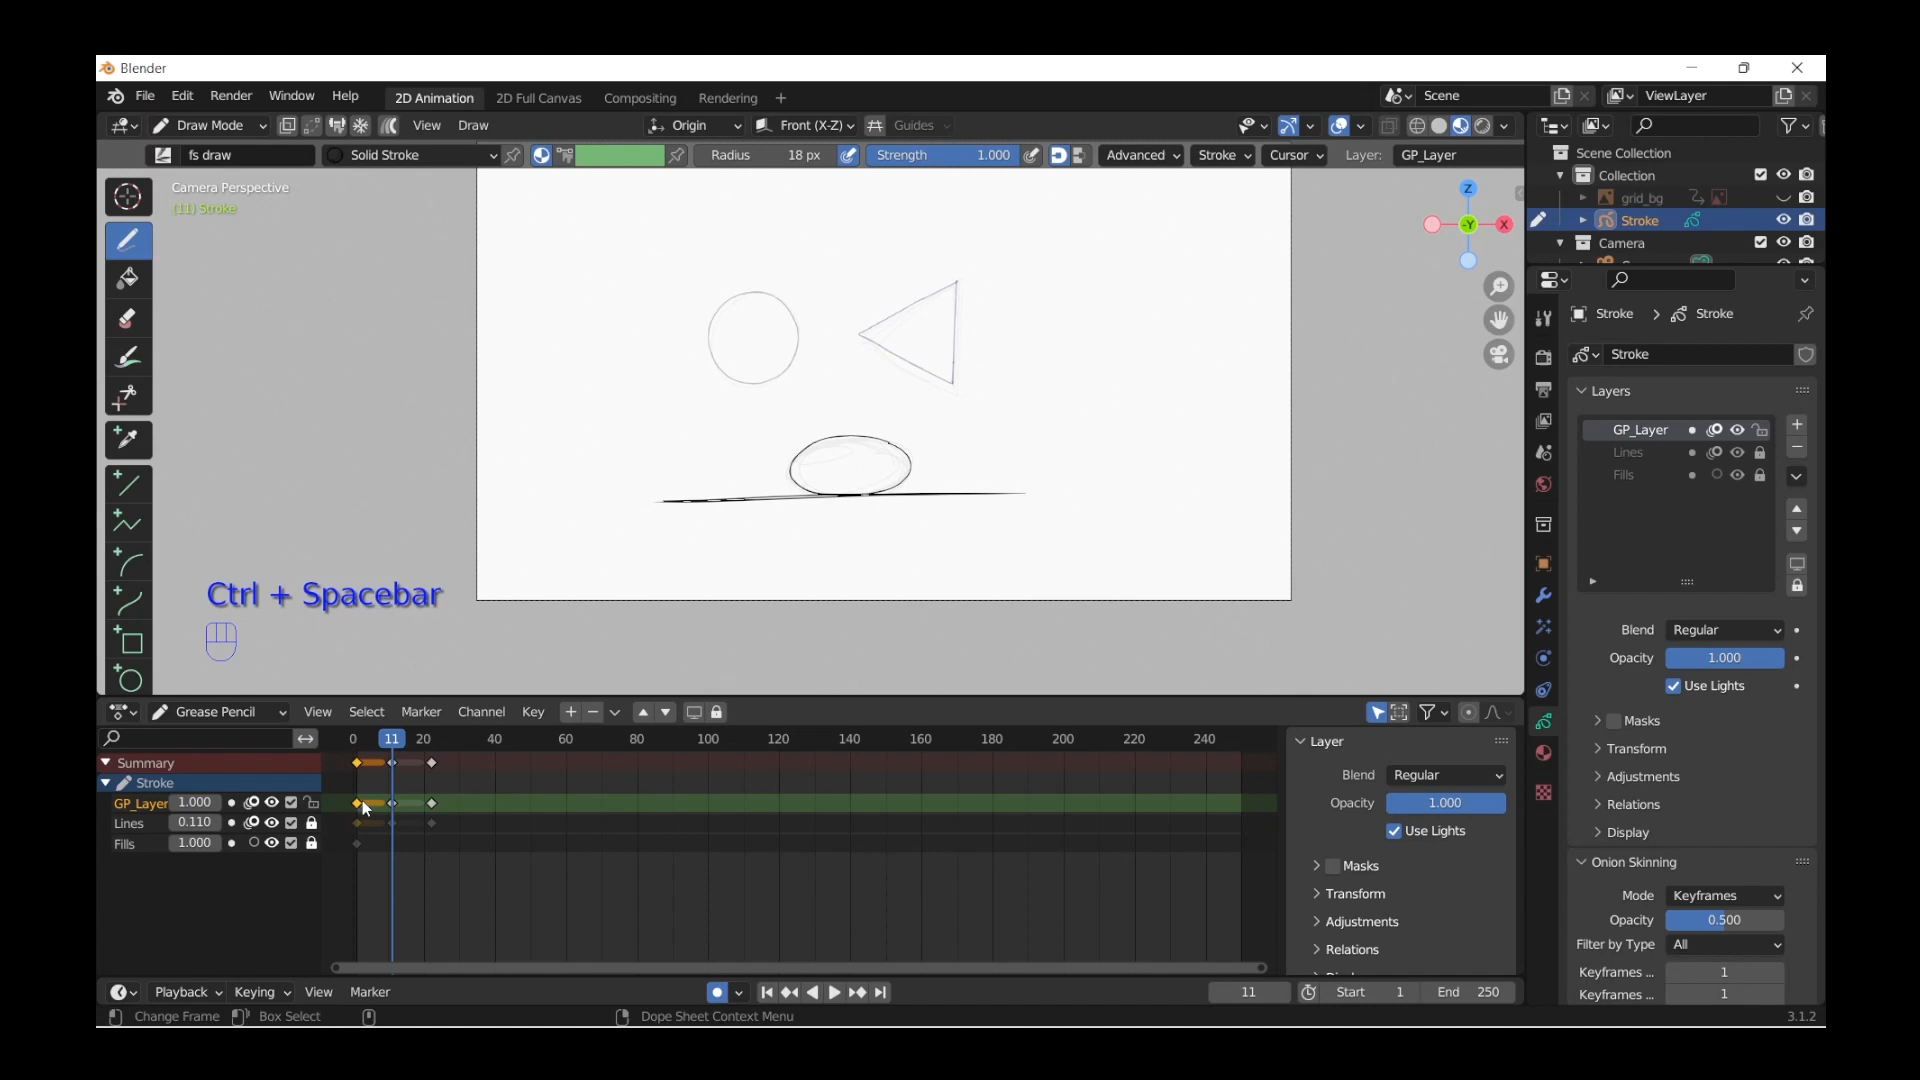 Blender
File Edit Render Window Help 2D Animation 2D Full Canvas Compositing Rendering + Scene ViewLayer
Draw Mode View Draw Origin Front (X-Z) Guides
fs draw Solid Stroke Radius 18 px Strength 1.000 Advanced Stroke Cursor Layer: GP_Layer
Scene Collection
Collection
grid_bg
Stroke
Camera
Camera Perspective
(11) Stroke
Z
-Y X
Stroke > Stroke
Stroke
Layers
GP_Layer
Lines
Fills
Ctrl + Spacebar
Blend Regular
Opacity 1.000
Use Lights
Masks
Transform
Adjustments
Relations
Display
Onion Skinning
Mode Keyframes
Opacity 0.500
Filter by Type All
Keyframes ... 1
Keyframes ... 1
Grease Pencil View Select Marker Channel Key
0 11 20 40 60 80 100 120 140 160 180 200 220 240
Summary
Stroke
GP_Layer 1.000
Lines 0.110
Fills 1.000
Layer
Blend Regular
Opacity 1.000
Use Lights
Masks
Transform
Adjustments
Relations
Playback Keying View Marker 11 Start 1 End 250
Change Frame Box Select Dope Sheet Context Menu 3.1.2